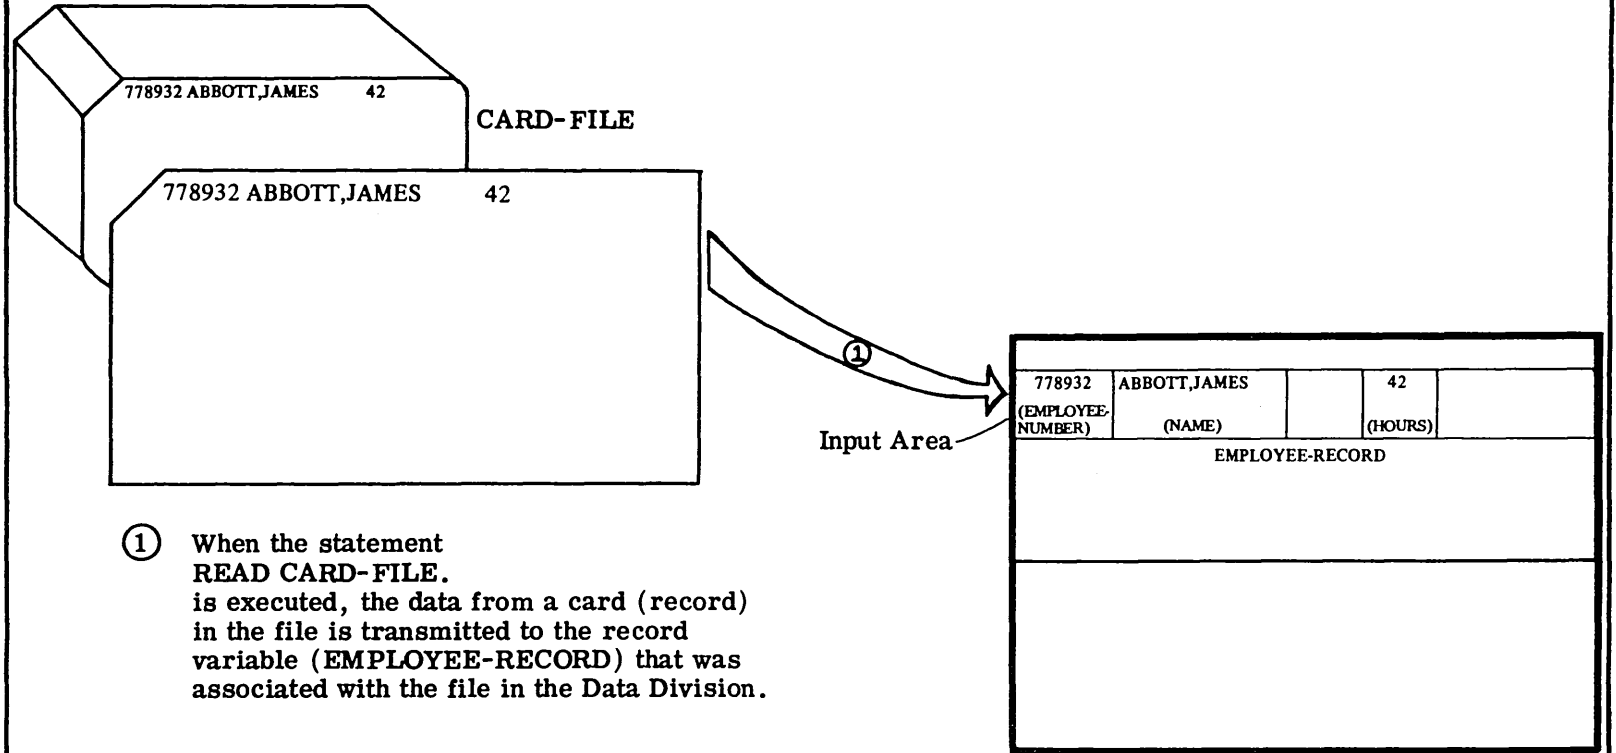 778932 ABBOTT,JAMES 42
CARD-FILE
778932 ABBOTT,JAMES 42
1
778932 ABBOTT,JAMES 42
(EMPLOYEE-
NUMBER) (NAME) (HOURS)
Input Area
EMPLOYEE-RECORD
1 When the statement
READ CARD-FILE.
is executed, the data from a card (record)
in the file is transmitted to the record
variable (EMPLOYEE-RECORD) that was
associated with the file in the Data Division.